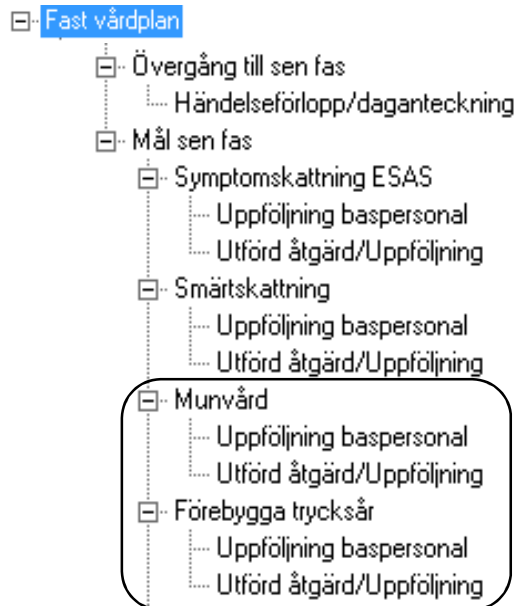 Fast vårdplan
Övergång till sen fas
Händelseförlopp/daganteckning
Mål sen fas
Symptomskattning ESAS
Uppföljning baspersonal
Utförd åtgärd/Uppföljning
Smärtskattning
Uppföljning baspersonal
Utförd åtgärd/Uppföljning
Munvård
Uppföljning baspersonal
Utförd åtgärd/Uppföljning
Förebygga trycksår
Uppföljning baspersonal
Utförd åtgärd/Uppföljning